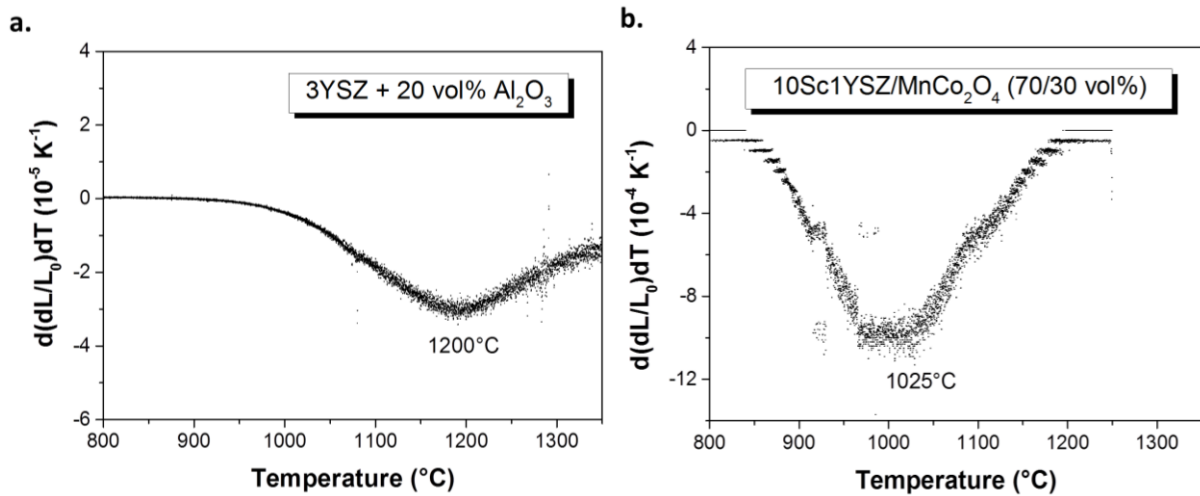 a.
3YSZ + 20 vol% Al₂O₃
d(dL/L₀)dT (10⁻⁵ K⁻¹)
4
2
0
-2
-4
-6
1200°C
800
900
1000
1100
1200
1300
Temperature (°C)
b.
10Sc1YSZ/MnCo₂O₄ (70/30 vol%)
d(dL/L₀)dT (10⁻⁴ K⁻¹)
4
0
-4
-8
-12
1025°C
800
900
1000
1100
1200
1300
Temperature (°C)